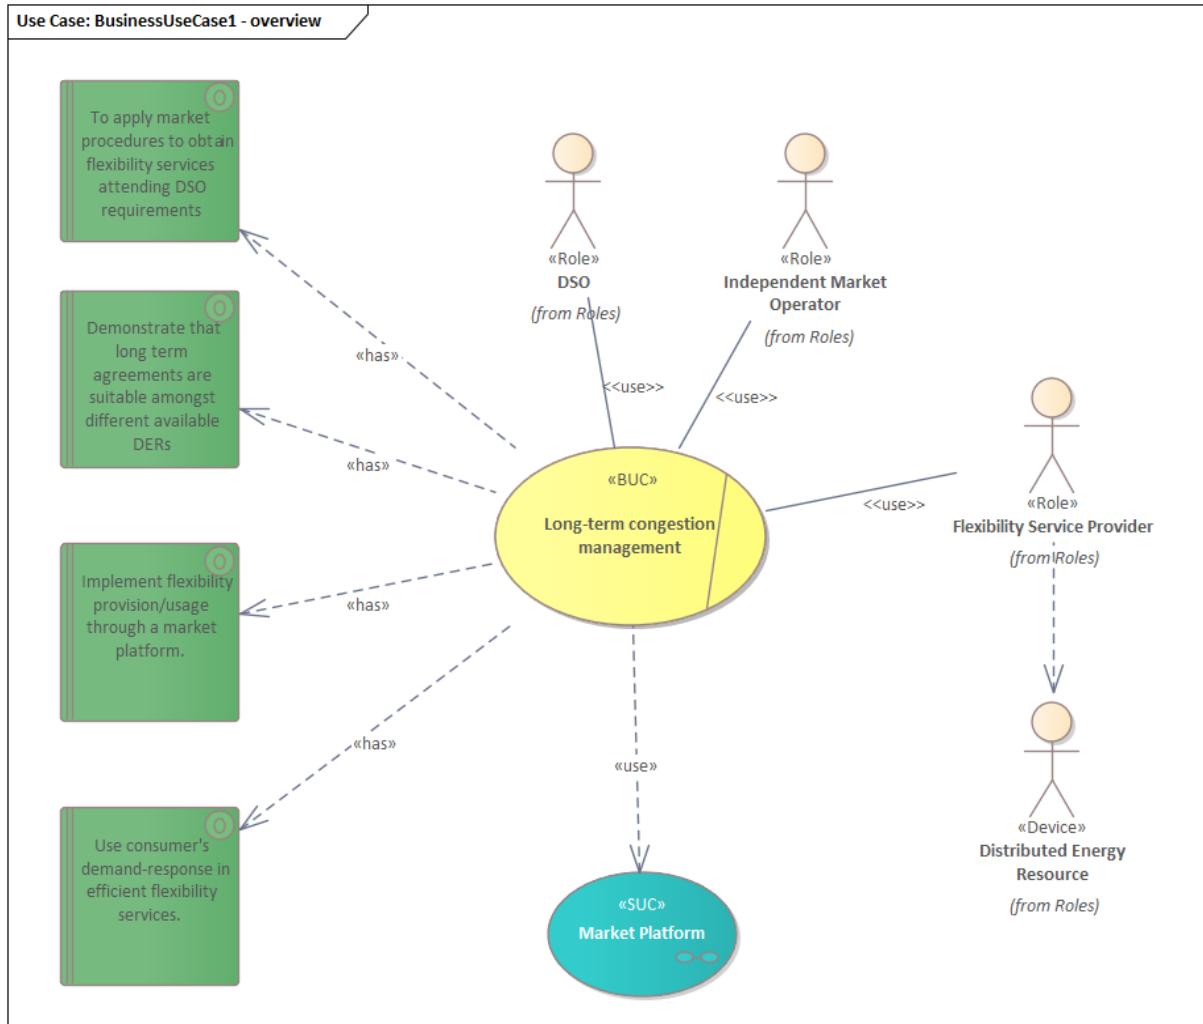 Use Case: BusinessUseCase1 - overview
To apply market
procedures to obtain
flexibility services
attending DSO
requirements
Demonstrate that
long term
agreements are
suitable amongst
different available
DERs
Implement flexibility
provision/usage
through a market
platform.
Use consumer's
demand-response in
efficient flexibility
services.
«has»
«has»
«has»
«has»
«Role»
DSO
(from Roles)
«Role»
Independent Market
Operator
(from Roles)
<<use>>
<<use>>
<<use>>
«BUC»
Long-term congestion
management
«Role»
Flexibility Service Provider
(from Roles)
«use»
«SUC»
Market Platform
«Device»
Distributed Energy
Resource
(from Roles)